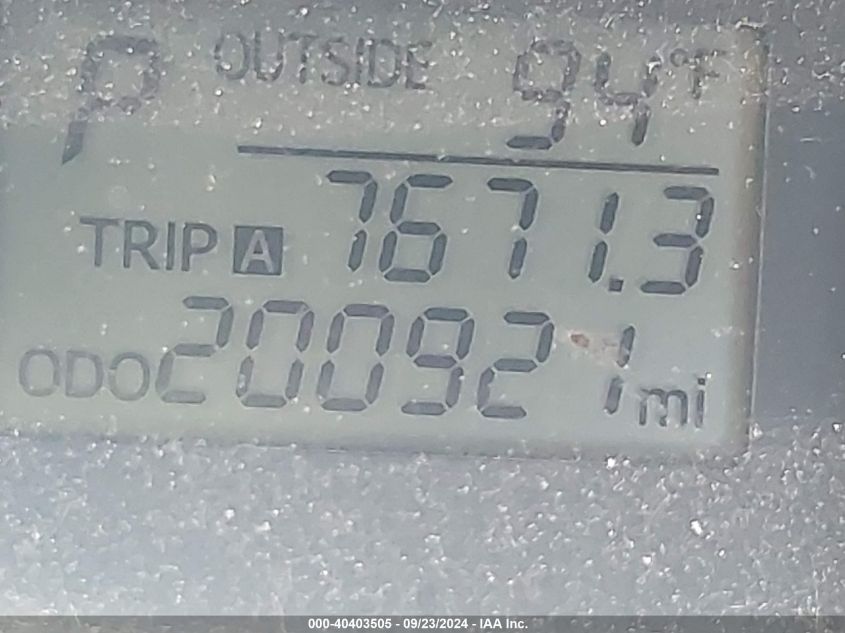 P OUTSIDE 94°F
TRIP A 7671.3
ODO 200921 mi
000-40403505 - 09/23/2024 - IAA Inc.